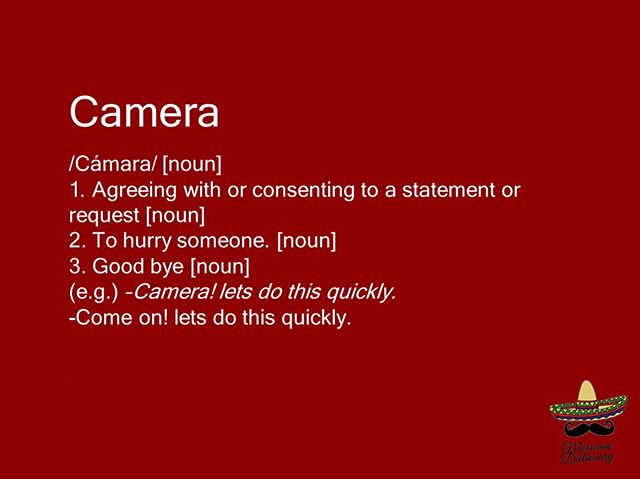 Camera
/Cámara/ [noun]
1. Agreeing with or consenting to a statement or
request [noun]
2. To hurry someone. [noun]
3. Good bye [noun]
(e.g.) -Camera! lets do this quickly.
-Come on! lets do this quickly.
Mexicano
Dictionary